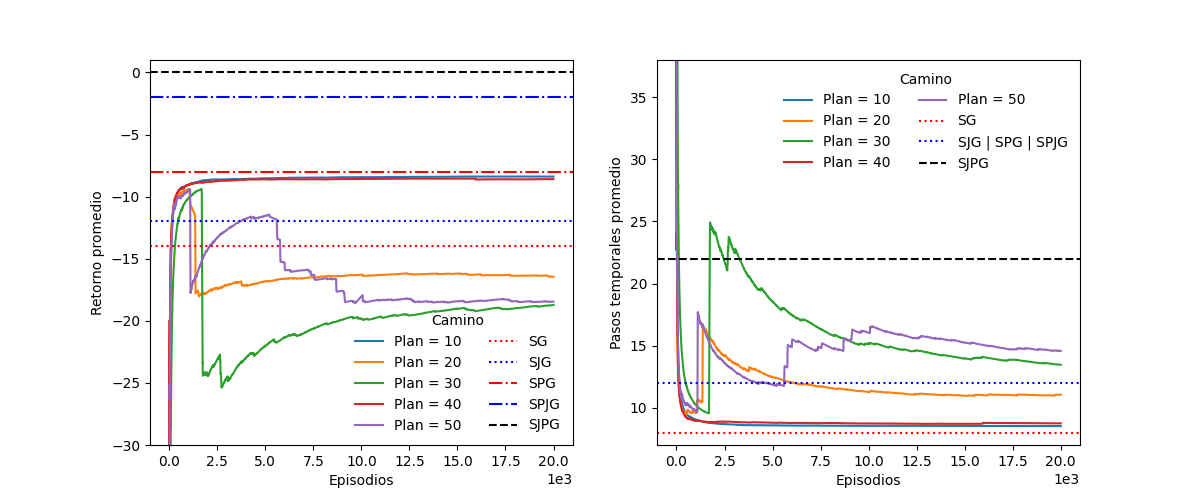 0
−5
−10
−15
−20
−25
−30
Retorno promedio
0.0 2.5 5.0 7.5 10.0 12.5 15.0 17.5 20.0
Episodios
1e3
Camino
Plan = 10
Plan = 20
Plan = 30
Plan = 40
Plan = 50
SG
SJG
SPG
SPJG
SJPG
35
30
25
20
15
10
Pasos temporales promedio
0.0 2.5 5.0 7.5 10.0 12.5 15.0 17.5 20.0
Episodios
1e3
Camino
Plan = 10
Plan = 20
Plan = 30
Plan = 40
Plan = 50
SG
SJG | SPG | SPJG
SJPG